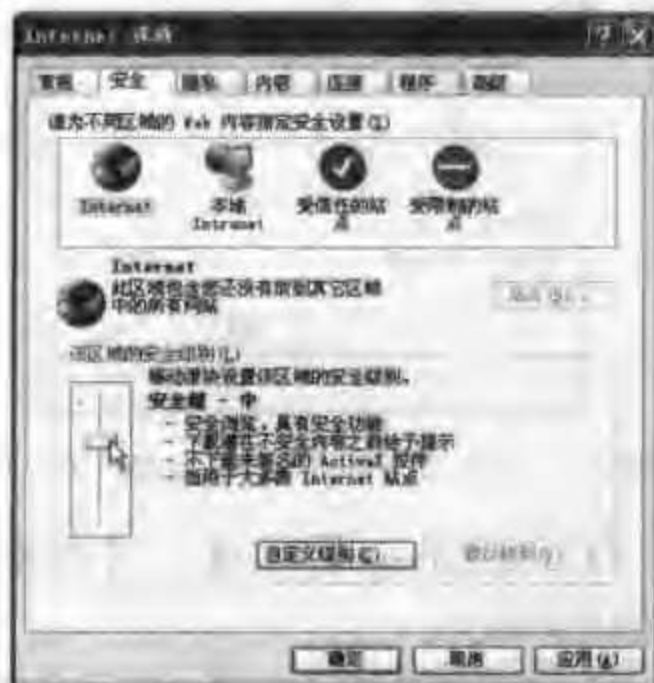 Internet 选项
常规 安全 隐私 内容 连接 程序 高级
请为不同区域的 Web 内容指定安全设置(Z)
Internet 本地 Intranet 受信任的站点 受限制的站点
Internet
此区域包含您还没有放到其它区域
中的所有网站
站点(S)...
该区域的安全级别(L)
移动滑块设置该区域的安全级别。
安全级 - 中
- 安全浏览，具有安全功能
- 下载潜在不安全内容之前给予提示
- 不下载未签名的 ActiveX 控件
- 适用于大多数 Internet 站点
自定义级别(C)... 默认级别(D)
确定 取消 应用(A)